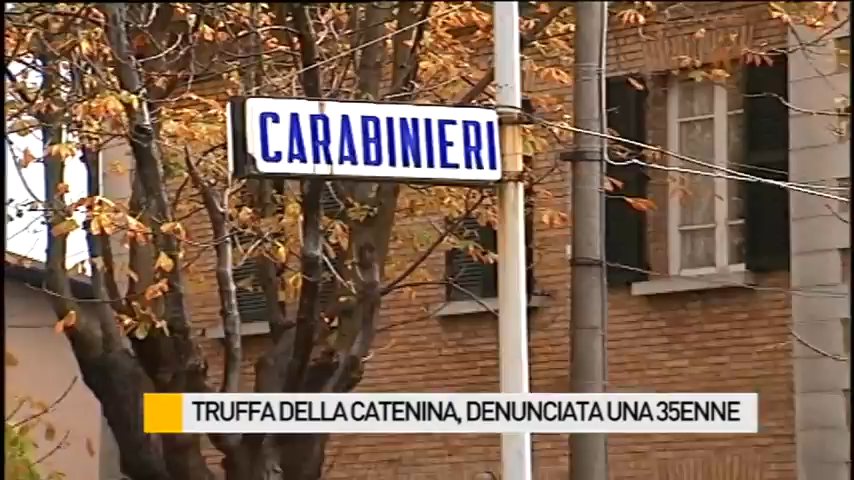 CARABINIERI
TRUFFA DELLA CATENINA, DENUNCIATA UNA 35ENNE